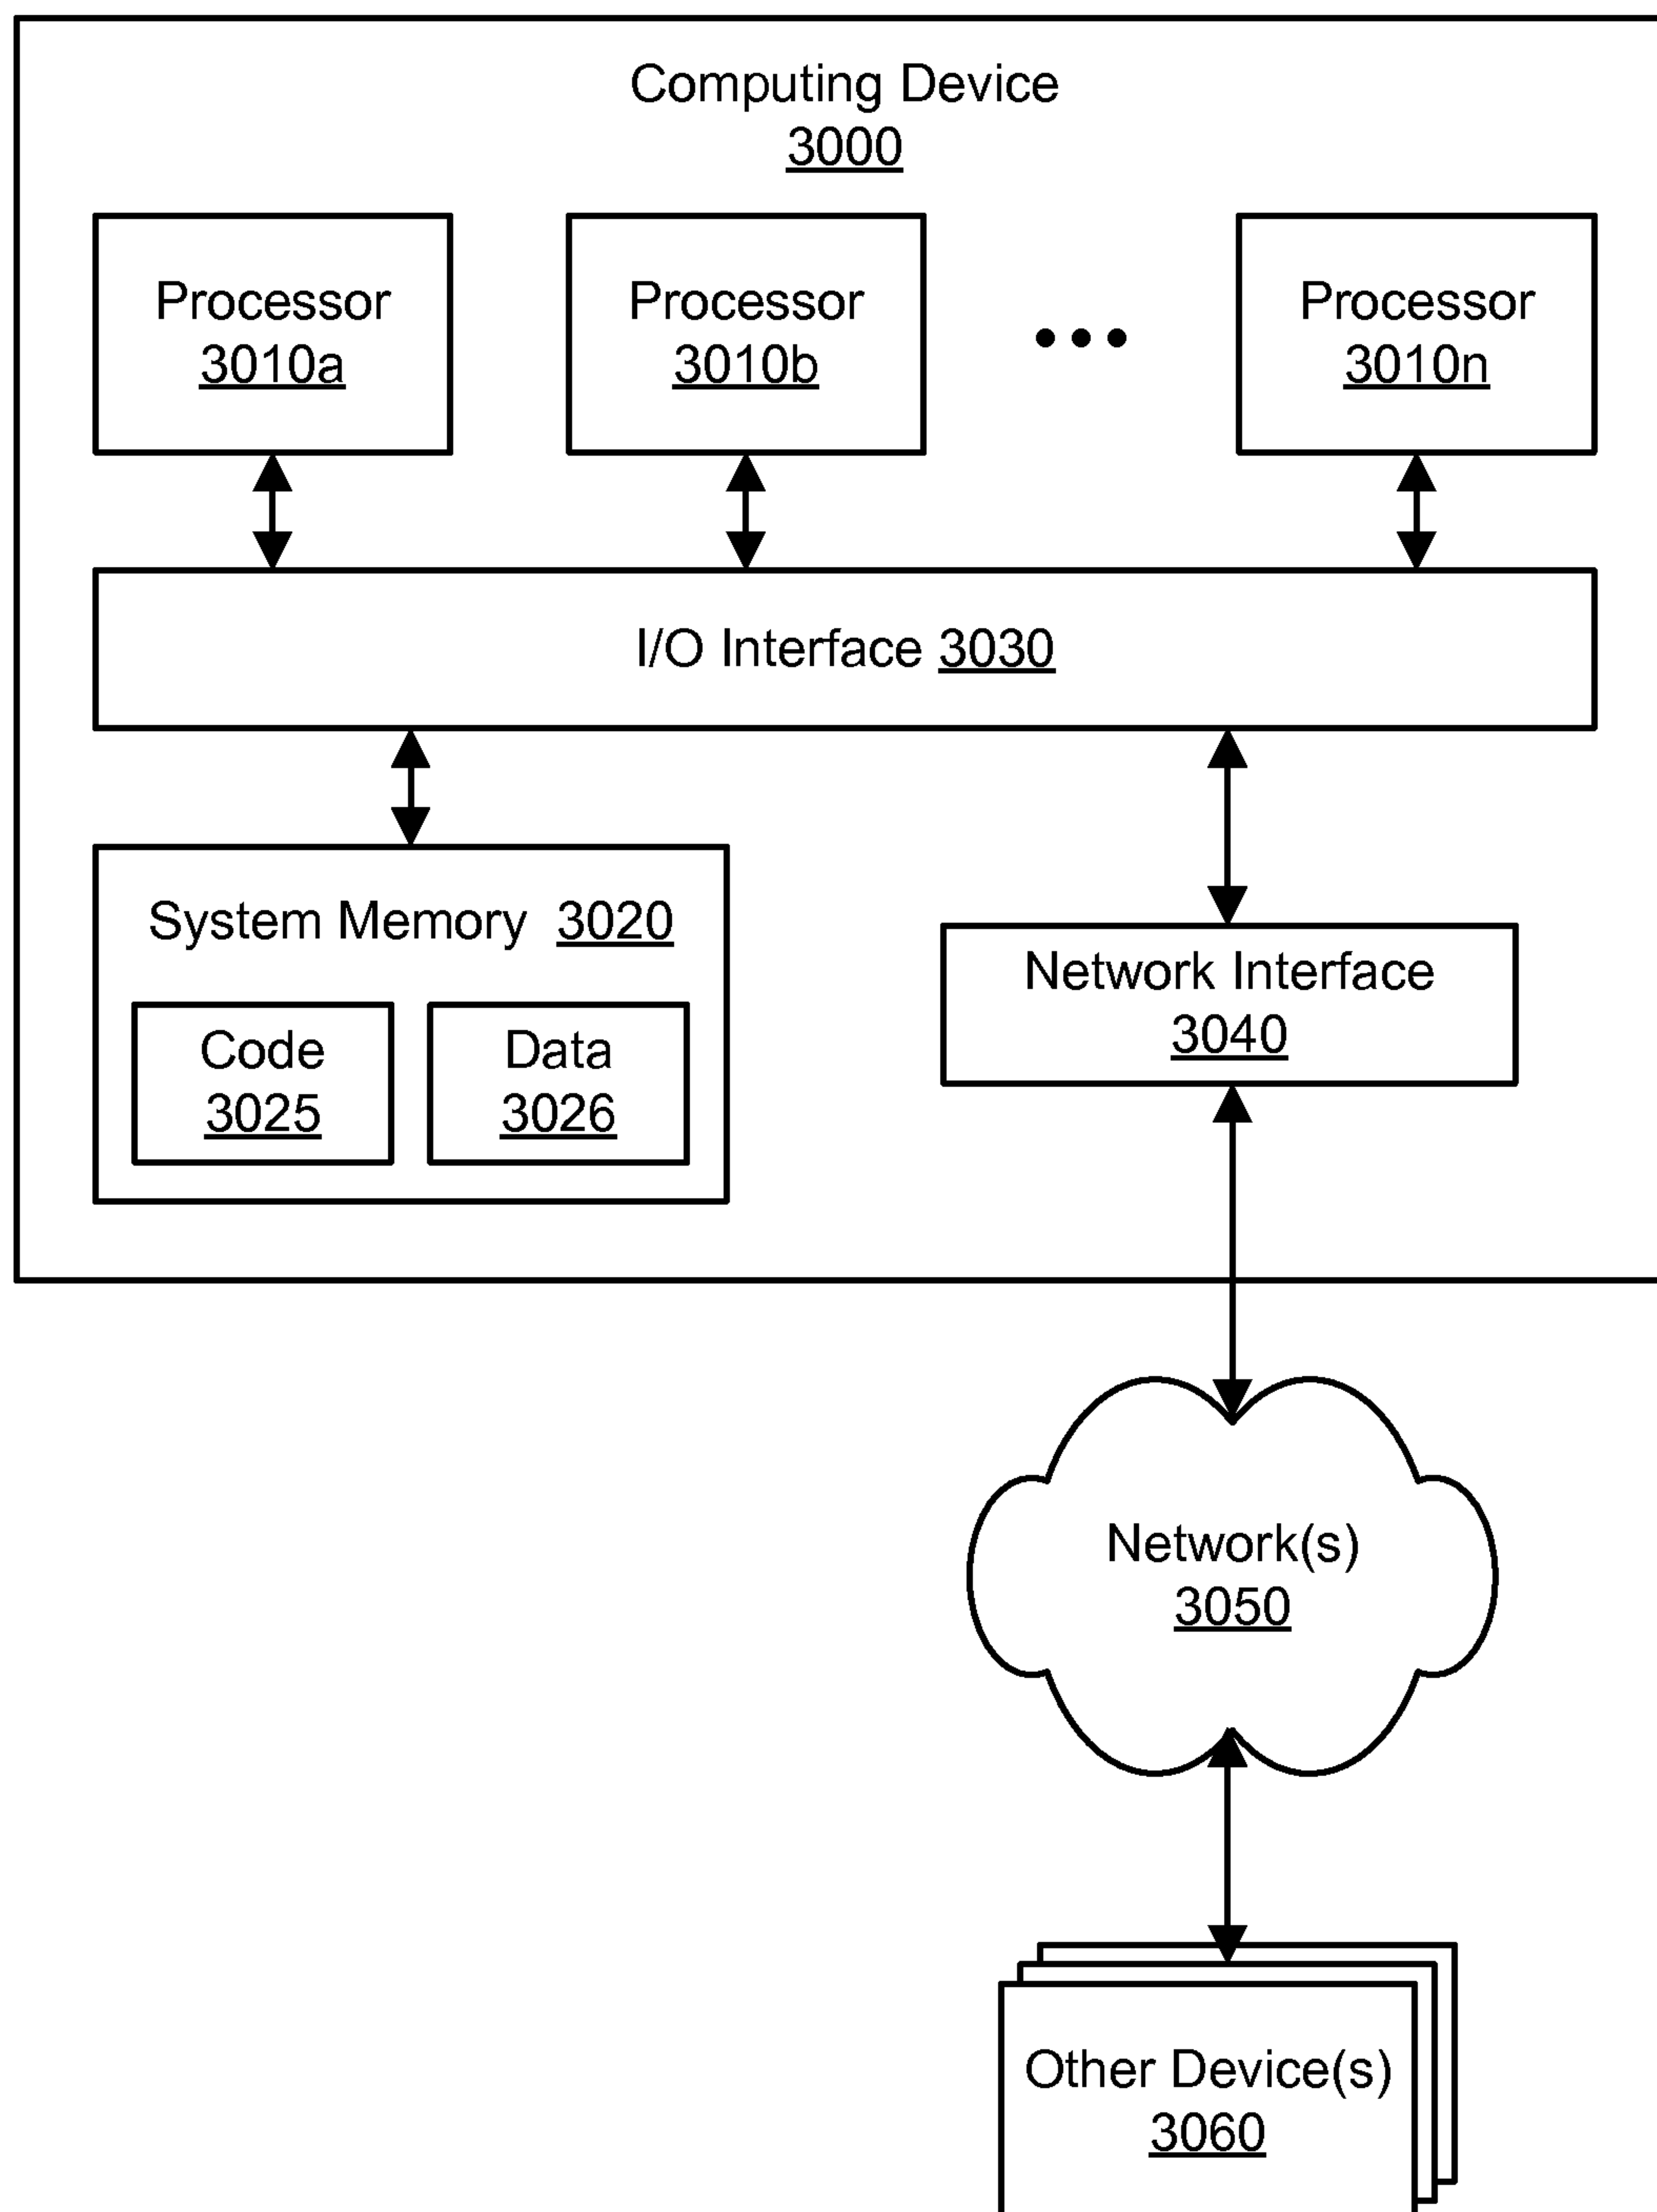 Computing Device
3000
Processor
3010a
Processor
3010b
Processor
3010n
I/O Interface 3030
System Memory 3020
Code
3025
Data
3026
Network Interface
3040
Network(s)
3050
Other Device(s)
3060